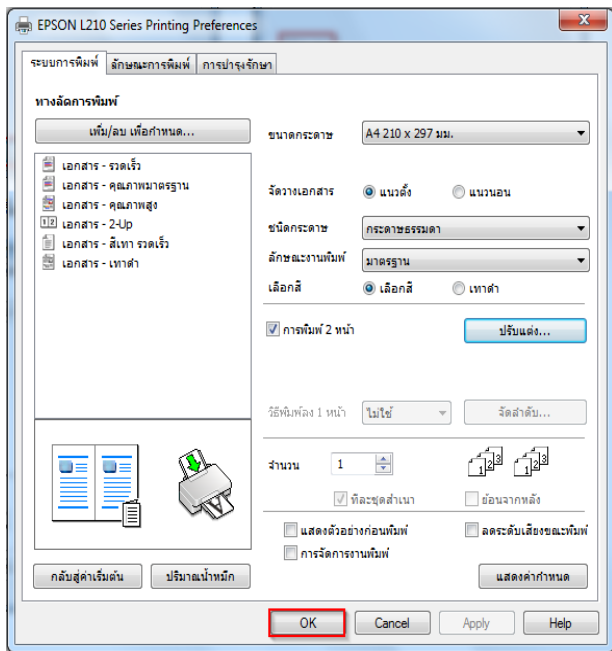 EPSON L210 Series Printing Preferences
ระบบการพิมพ์ ลักษณะการพิมพ์ การบำรุงรักษา
ทางลัดการพิมพ์
เพิ่ม/ลบ เพื่อกำหนด...
เอกสาร - รวดเร็ว
เอกสาร - คุณภาพมาตรฐาน
เอกสาร - คุณภาพสูง
เอกสาร - 2-Up
เอกสาร - สีเทา รวดเร็ว
เอกสาร - เทาดำ
ขนาดกระดาษ A4 210 x 297 มม.
จัดวางเอกสาร แนวตั้ง แนวนอน
ชนิดกระดาษ กระดาษธรรมดา
ลักษณะงานพิมพ์ มาตรฐาน
เลือกสี เลือกสี เทาดำ
การพิมพ์ 2 หน้า ปรับแต่ง...
วิธีพิมพ์ลง 1 หน้า ไม่ใช้ จัดลำดับ...
จำนวน 1
ทีละชุดสำเนา ย้อนจากหลัง
แสดงตัวอย่างก่อนพิมพ์ ลดระดับเสียงขณะพิมพ์
การจัดการงานพิมพ์
กลับสู่ค่าเริ่มต้น ปริมาณน้ำหมึก แสดงค่ากำหนด
OK Cancel Apply Help